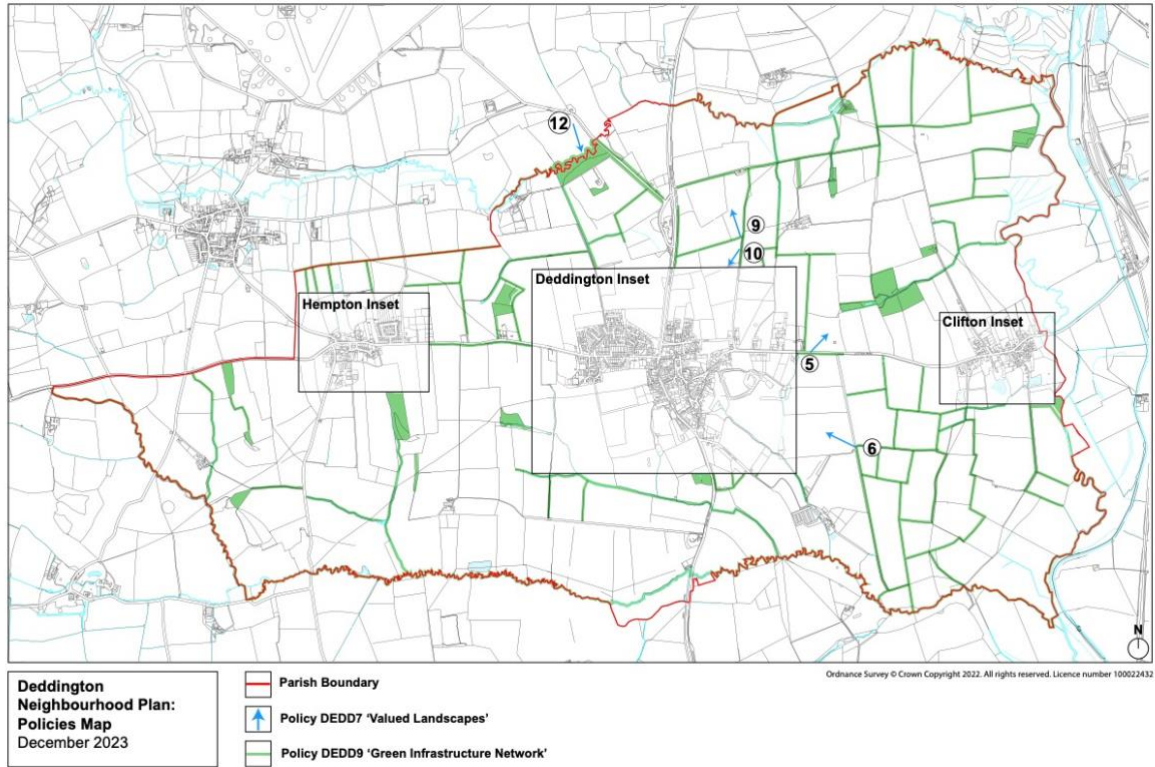 12
9
10
Deddington Inset
Hempton Inset
Clifton Inset
5
6
N
Ordnance Survey © Crown Copyright 2022. All rights reserved. Licence number 100022432
Deddington
Neighbourhood Plan:
Policies Map
December 2023
Parish Boundary
Policy DEDD7 ‘Valued Landscapes’
Policy DEDD9 ‘Green Infrastructure Network’